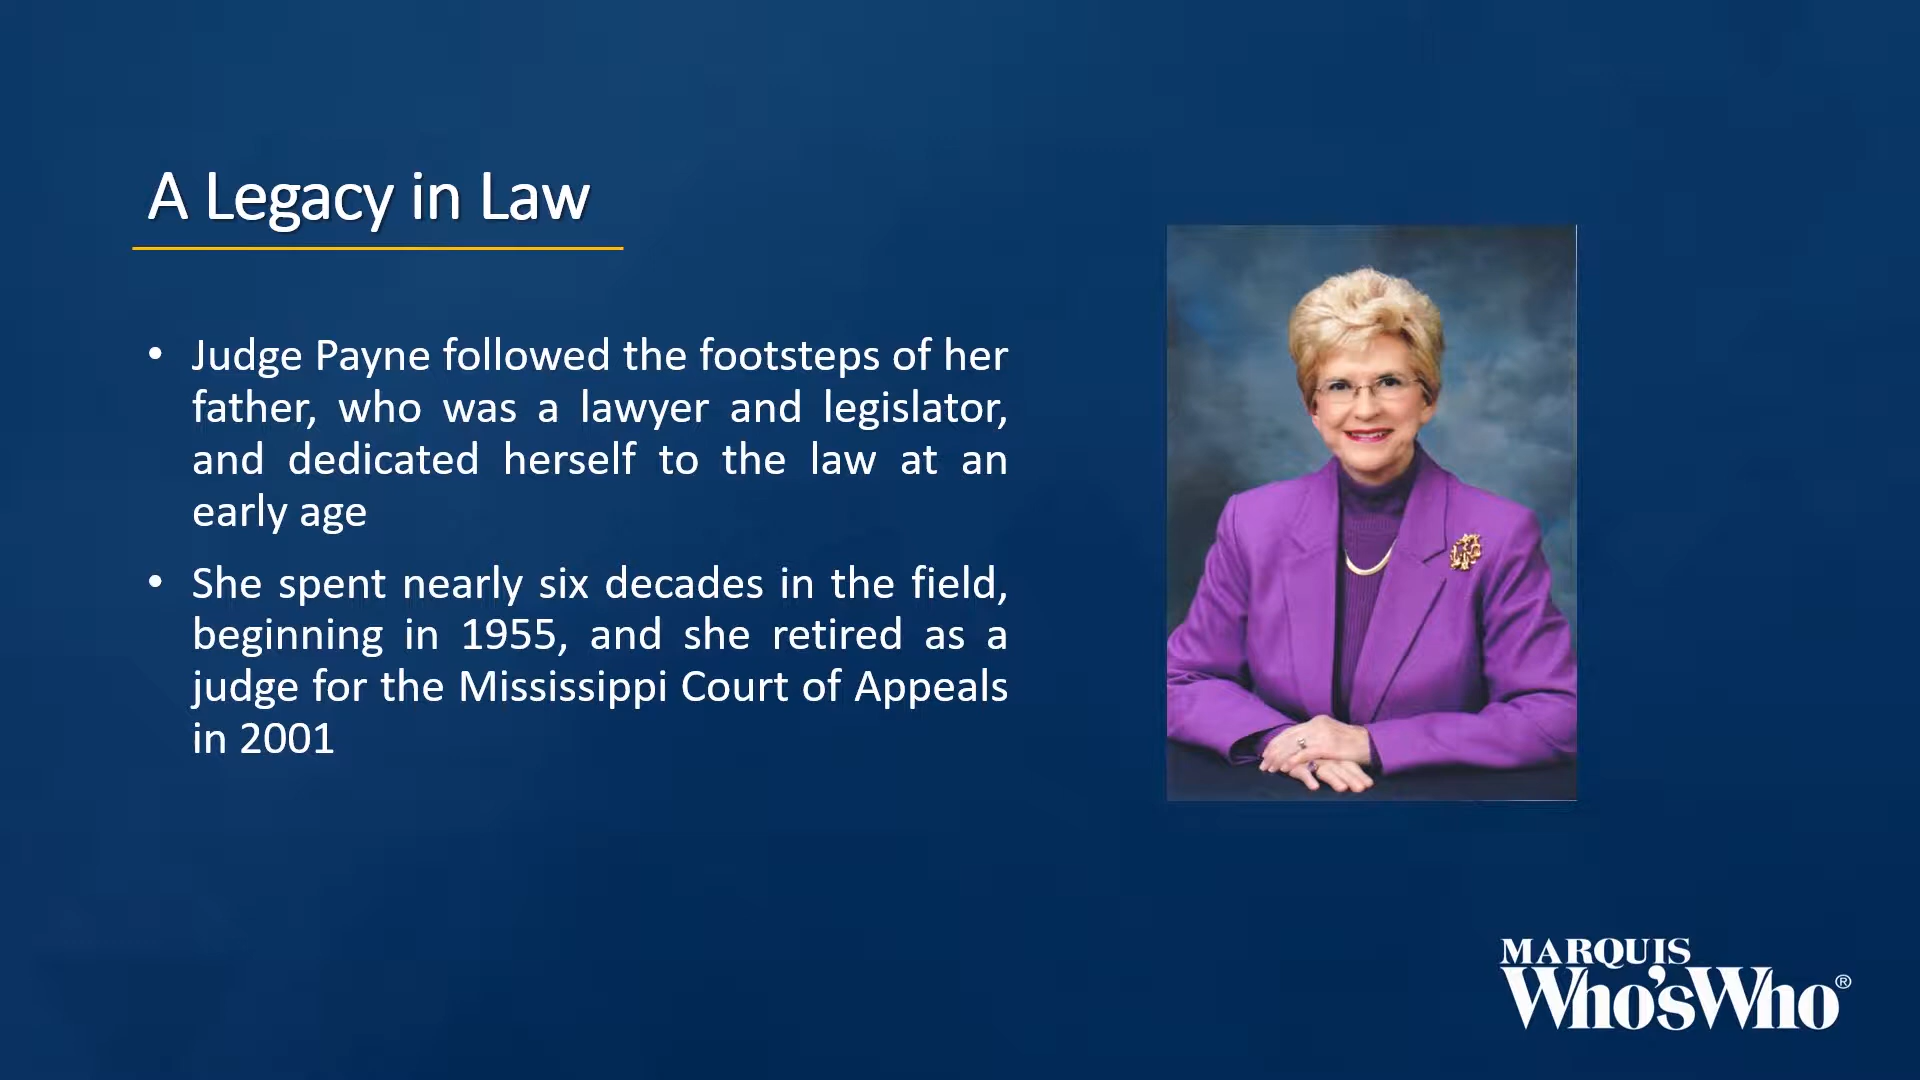 A Legacy in Law
• Judge Payne followed the footsteps of her
father, who was a lawyer and legislator,
and dedicated herself to the law at an
early age
• She spent nearly six decades in the field,
beginning in 1955, and she retired as a
judge for the Mississippi Court of Appeals
in 2001
MARQUIS
Who'sWho®